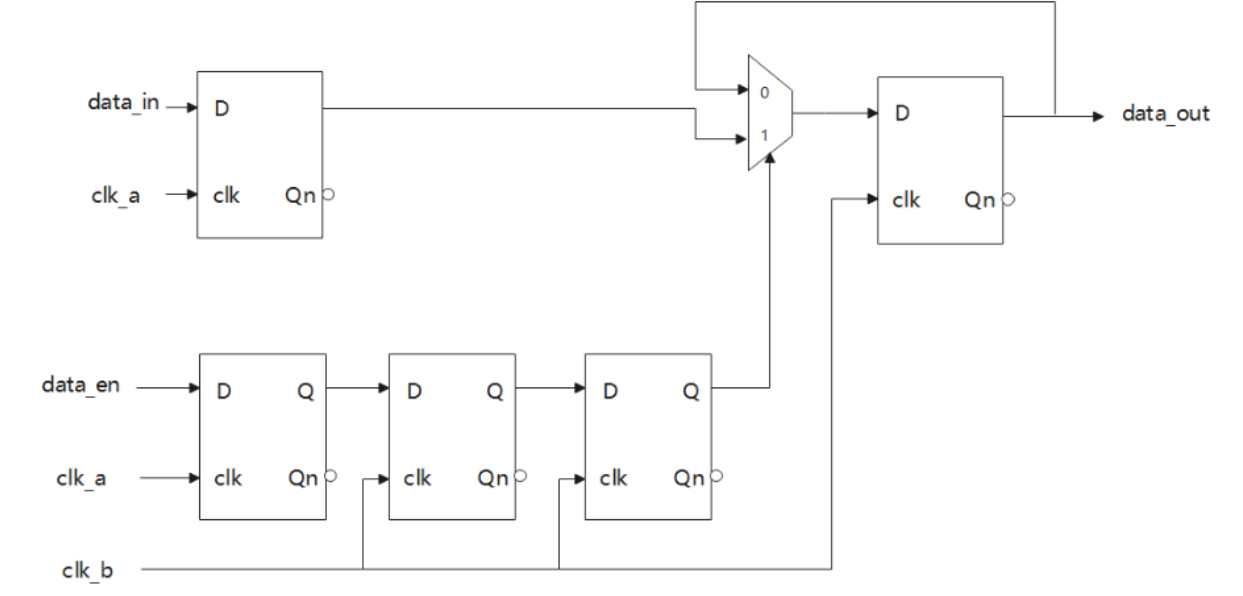 data_in
D
clk_a
clk
Qn
0
1
D
data_out
clk
Qn
data_en
D
Q
D
Q
D
Q
clk_a
clk
Qn
clk
Qn
clk
Qn
clk_b